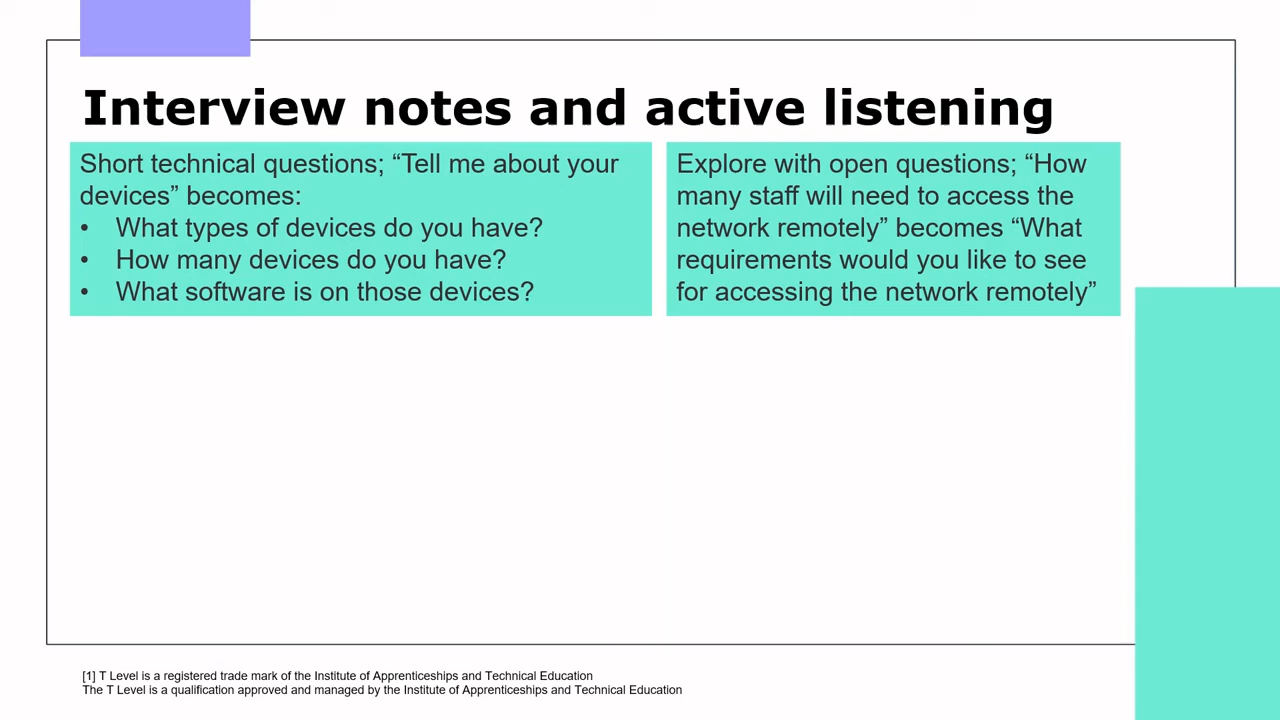 Interview notes and active listening
Short technical questions; “Tell me about your
devices” becomes:
• What types of devices do you have?
• How many devices do you have?
• What software is on those devices?
Explore with open questions; “How
many staff will need to access the
network remotely” becomes “What
requirements would you like to see
for accessing the network remotely”
[1] T Level is a registered trade mark of the Institute of Apprenticeships and Technical Education
The T Level is a qualification approved and managed by the Institute of Apprenticeships and Technical Education